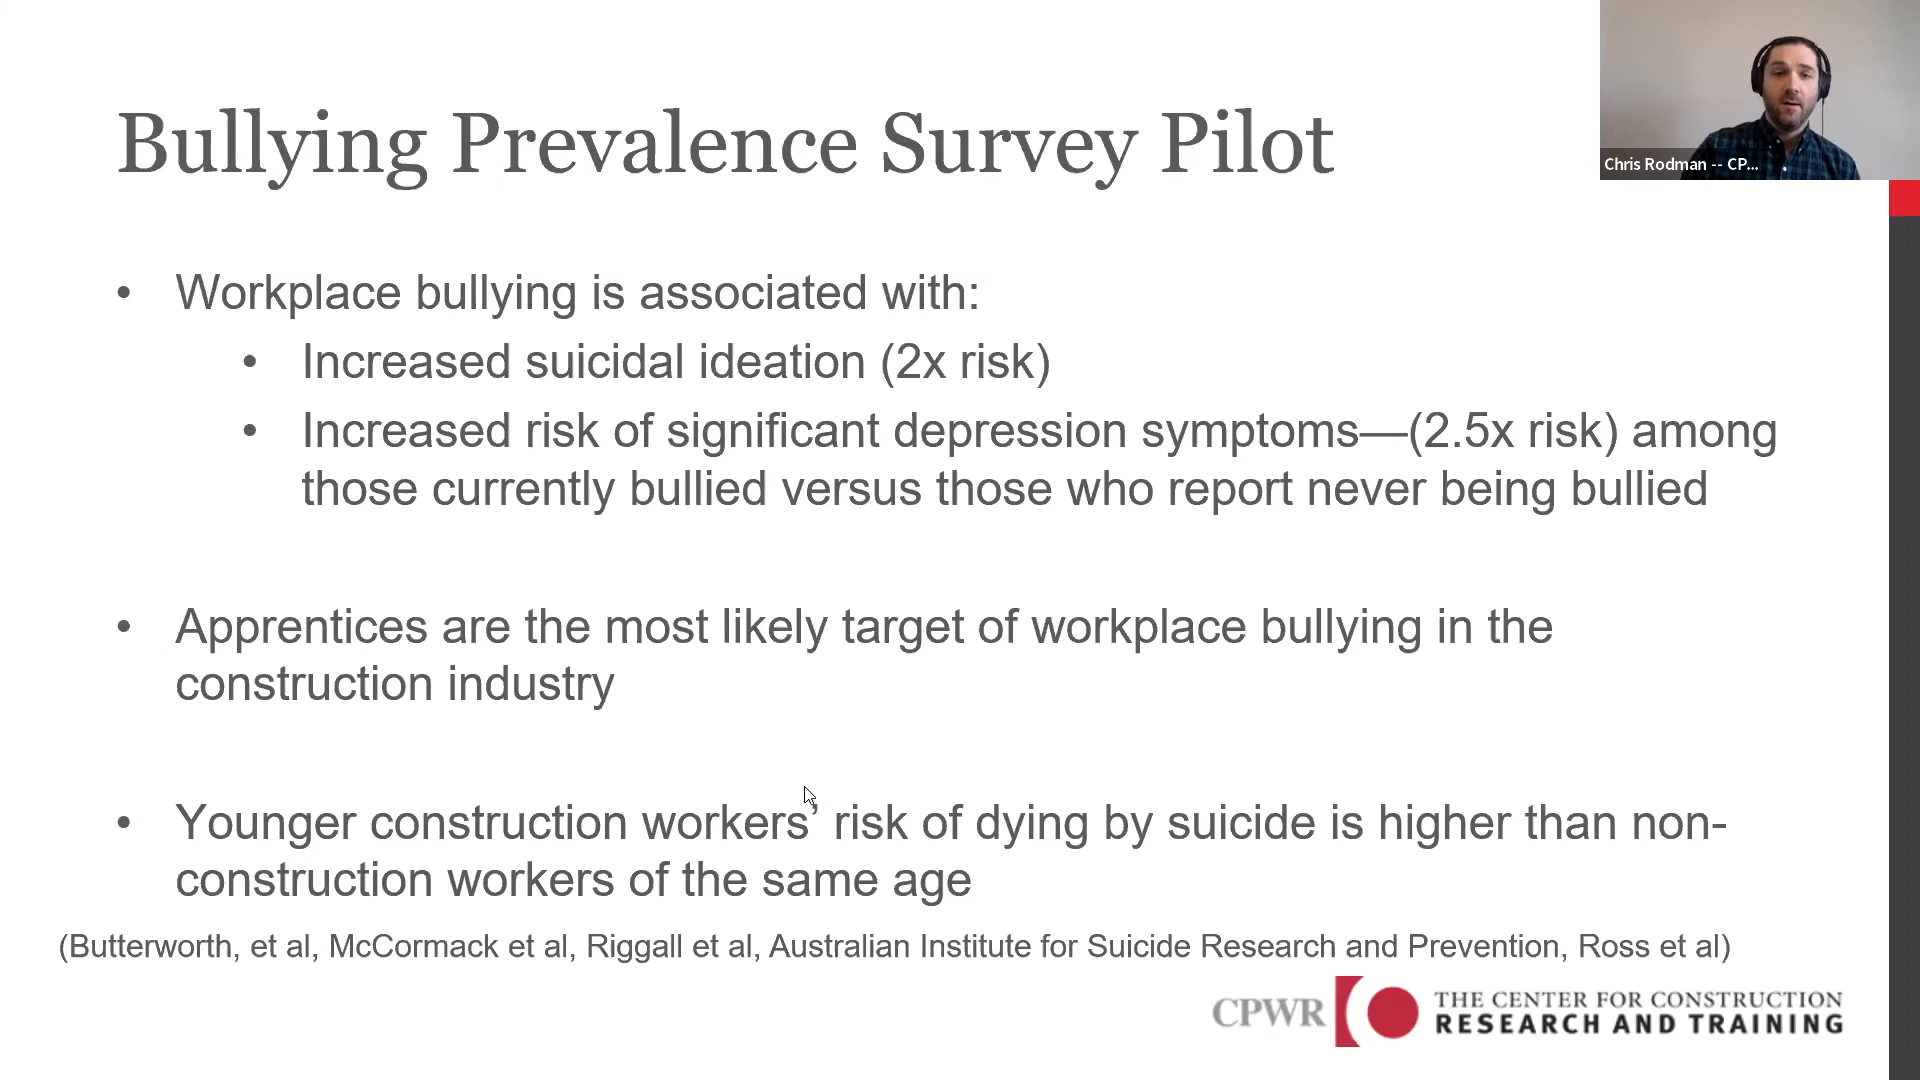 Bullying Prevalence Survey Pilot
Chris Rodman -- CP...
• Workplace bullying is associated with:
• Increased suicidal ideation (2x risk)
• Increased risk of significant depression symptoms—(2.5x risk) among
those currently bullied versus those who report never being bullied
• Apprentices are the most likely target of workplace bullying in the
construction industry
• Younger construction workers’ risk of dying by suicide is higher than non-
construction workers of the same age
(Butterworth, et al, McCormack et al, Riggall et al, Australian Institute for Suicide Research and Prevention, Ross et al)
CPWR
THE CENTER FOR CONSTRUCTION
RESEARCH AND TRAINING